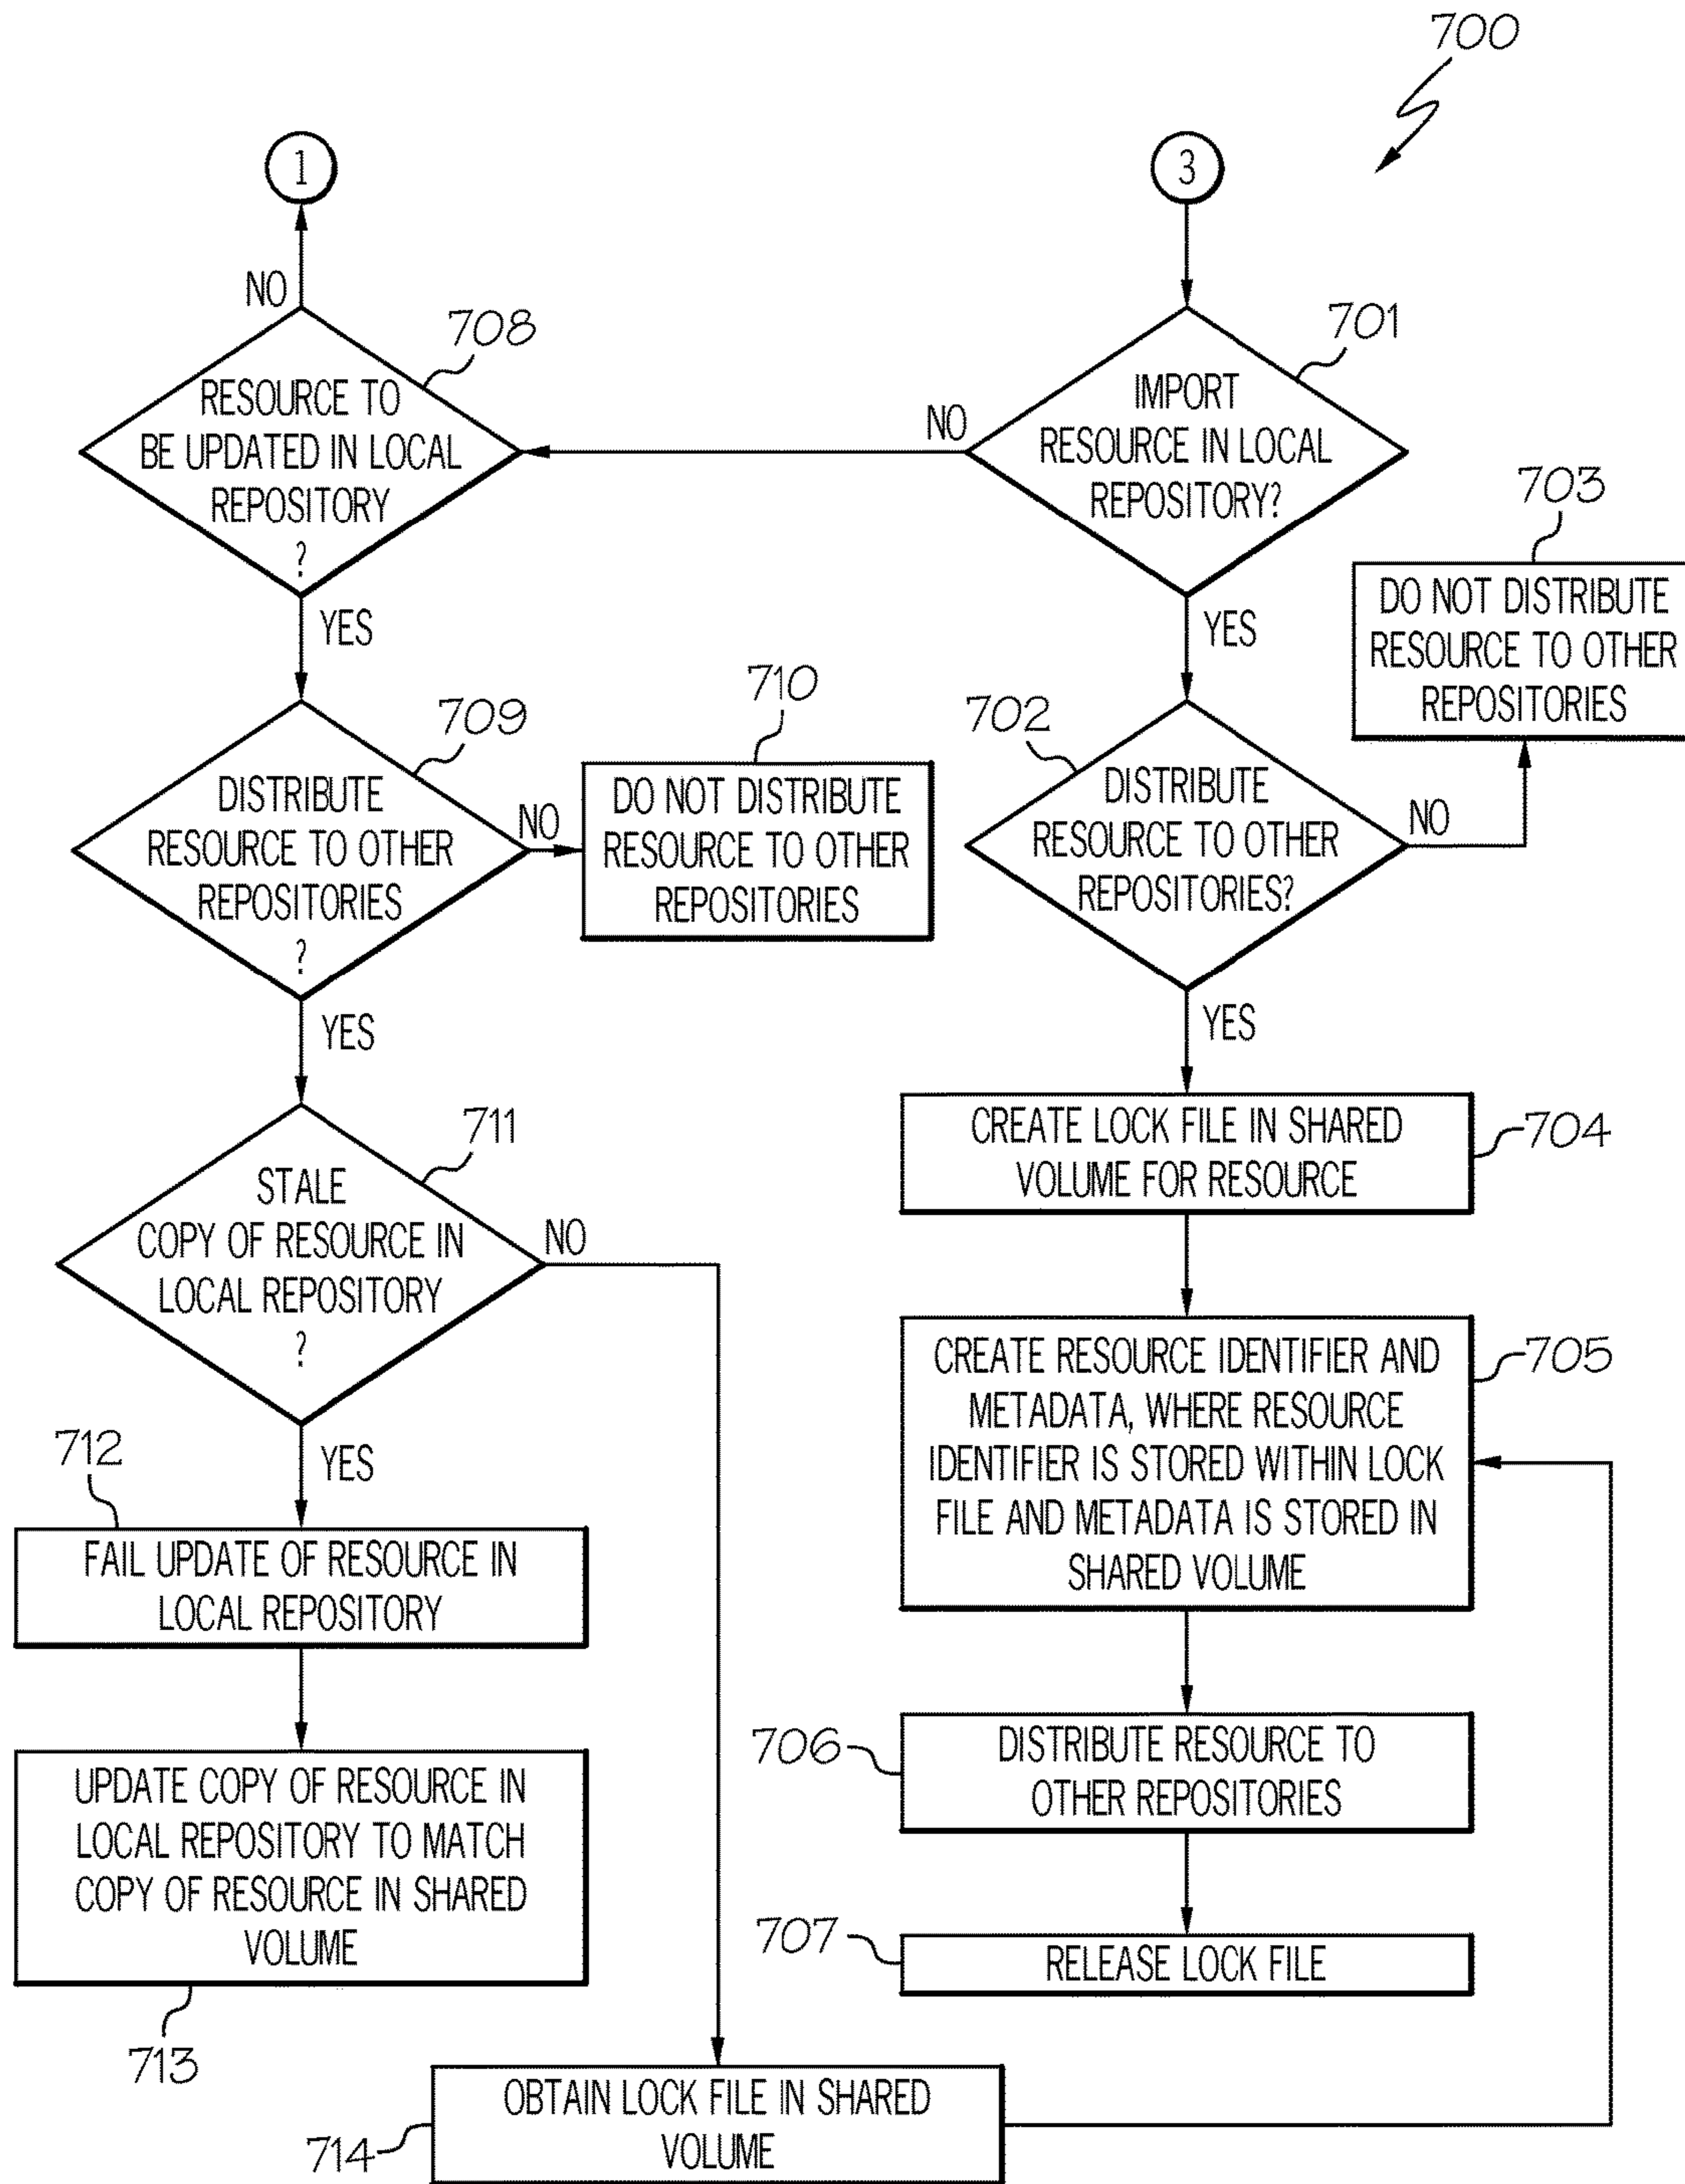 700
1
3
NO
708
701
RESOURCE TO
BE UPDATED IN LOCAL
REPOSITORY
?
NO
IMPORT
RESOURCE IN LOCAL
REPOSITORY?
703
DO NOT DISTRIBUTE
RESOURCE TO OTHER
REPOSITORIES
YES
YES
709
710
702
DISTRIBUTE
RESOURCE TO OTHER
REPOSITORIES
?
NO
DO NOT DISTRIBUTE
RESOURCE TO OTHER
REPOSITORIES
DISTRIBUTE
RESOURCE TO OTHER
REPOSITORIES?
NO
YES
YES
711
STALE
COPY OF RESOURCE IN
LOCAL REPOSITORY
?
NO
CREATE LOCK FILE IN SHARED
VOLUME FOR RESOURCE
704
YES
712
CREATE RESOURCE IDENTIFIER AND
METADATA, WHERE RESOURCE
IDENTIFIER IS STORED WITHIN LOCK
FILE AND METADATA IS STORED IN
SHARED VOLUME
705
FAIL UPDATE OF RESOURCE IN
LOCAL REPOSITORY
706
DISTRIBUTE RESOURCE TO
OTHER REPOSITORIES
UPDATE COPY OF RESOURCE IN
LOCAL REPOSITORY TO MATCH
COPY OF RESOURCE IN SHARED
VOLUME
713
707
RELEASE LOCK FILE
OBTAIN LOCK FILE IN SHARED
VOLUME
714